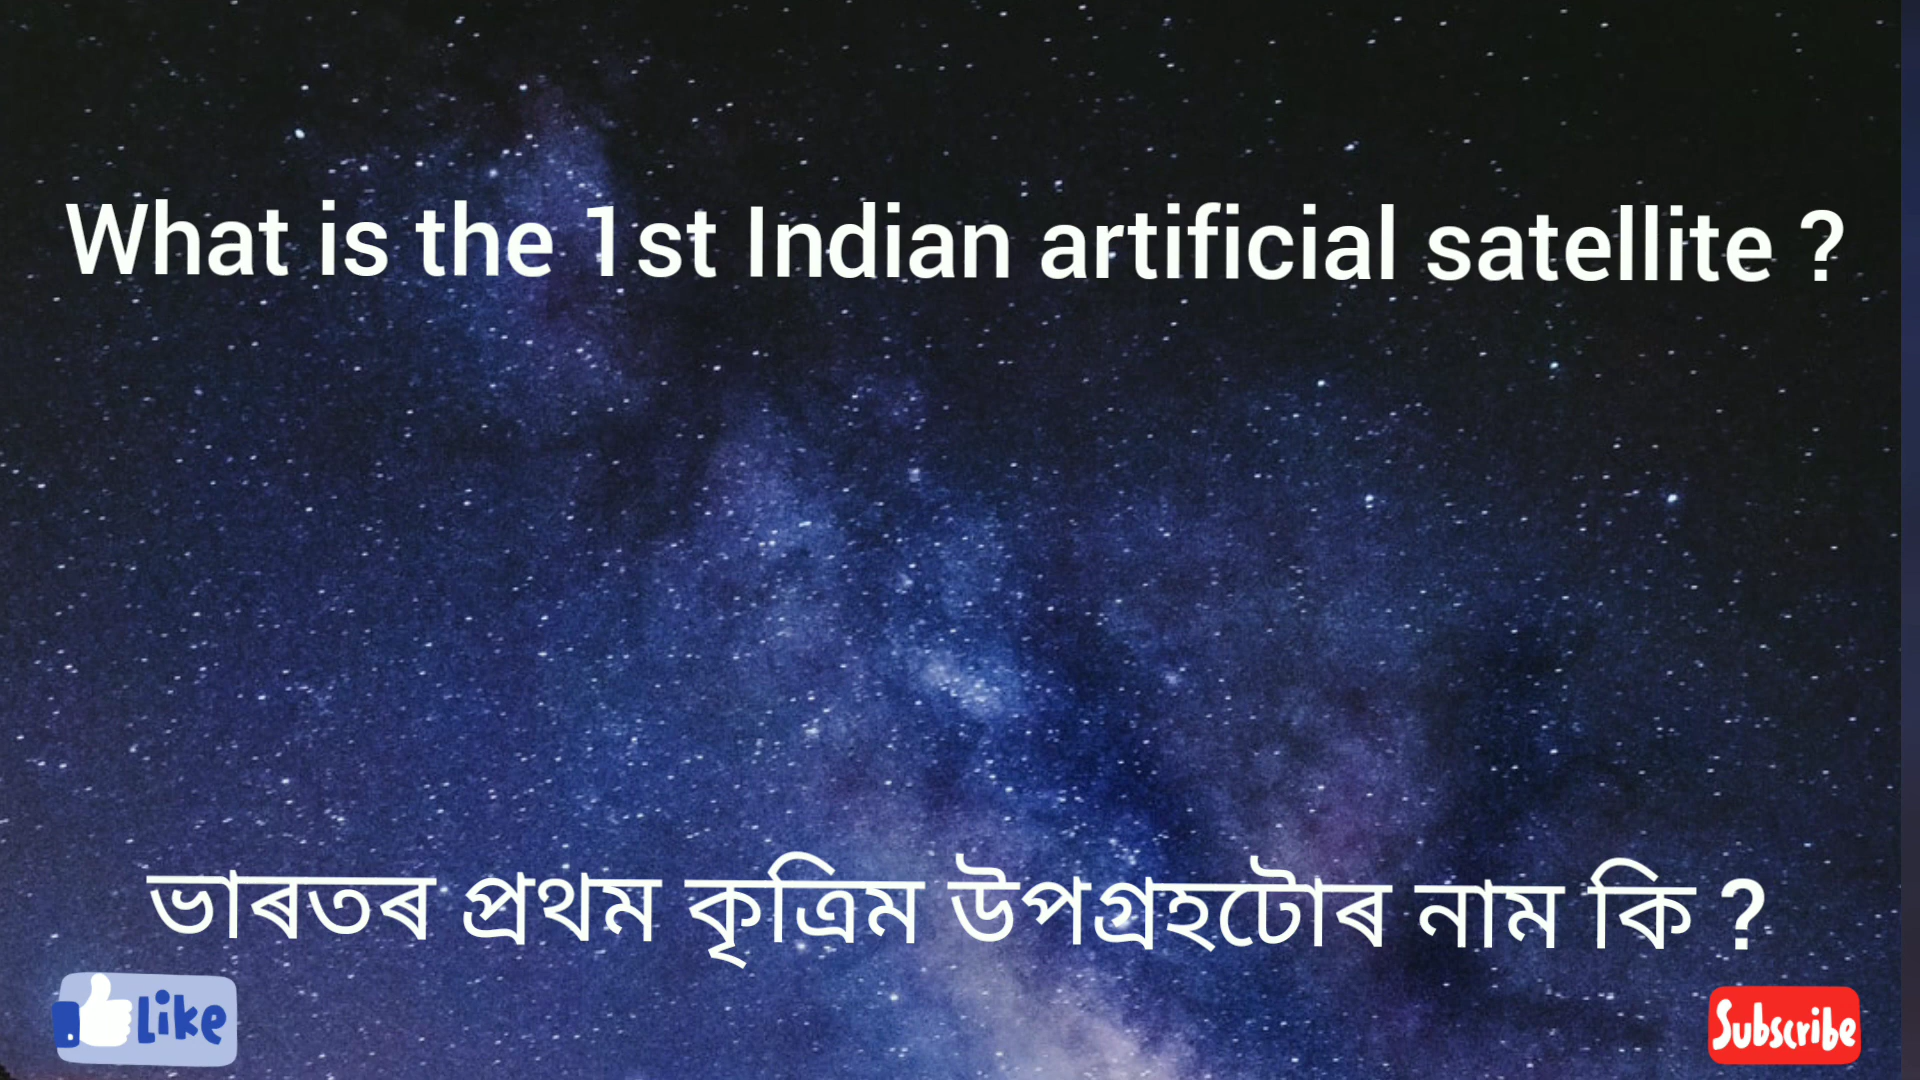 What is the 1st Indian artificial satellite ?
ভাৰতৰ প্ৰথম কৃত্ৰিম উপগ্ৰহটোৰ নাম কি ?
Like
Subscribe